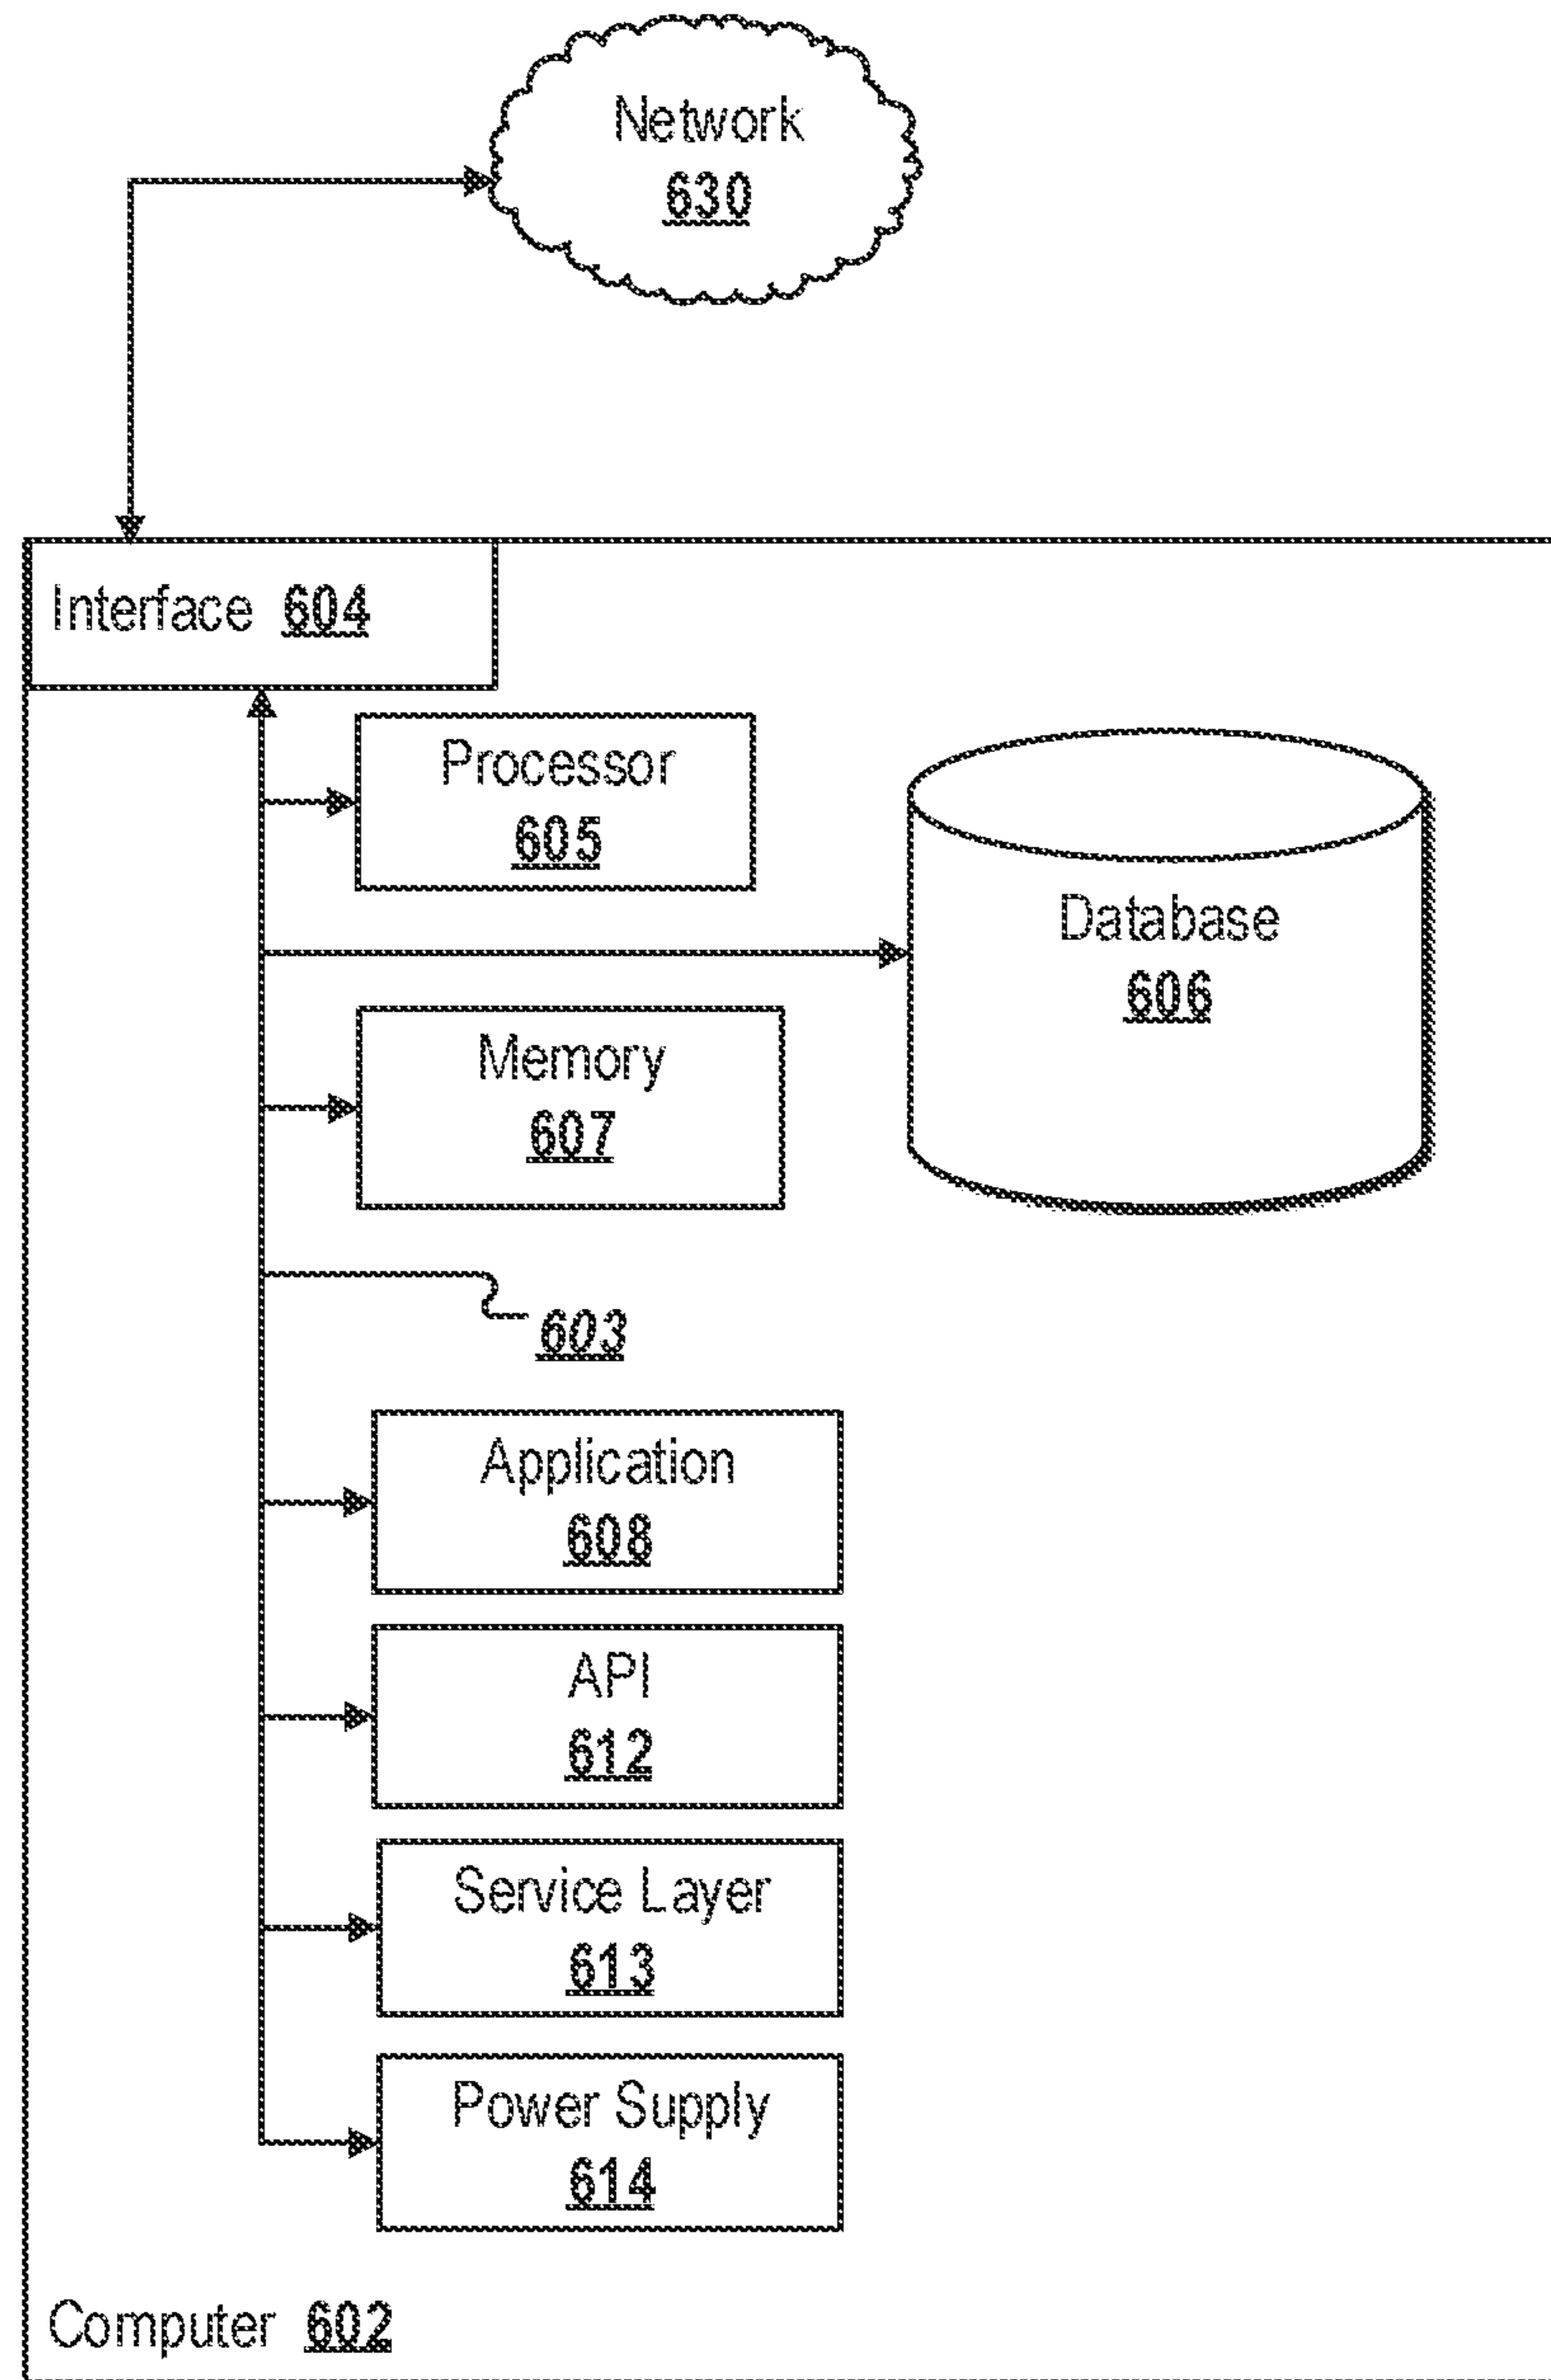 Network
630
Interface 604
Processor
605
Database
606
Memory
607
603
Application
608
API
612
Service Layer
613
Power Supply
614
Computer 602